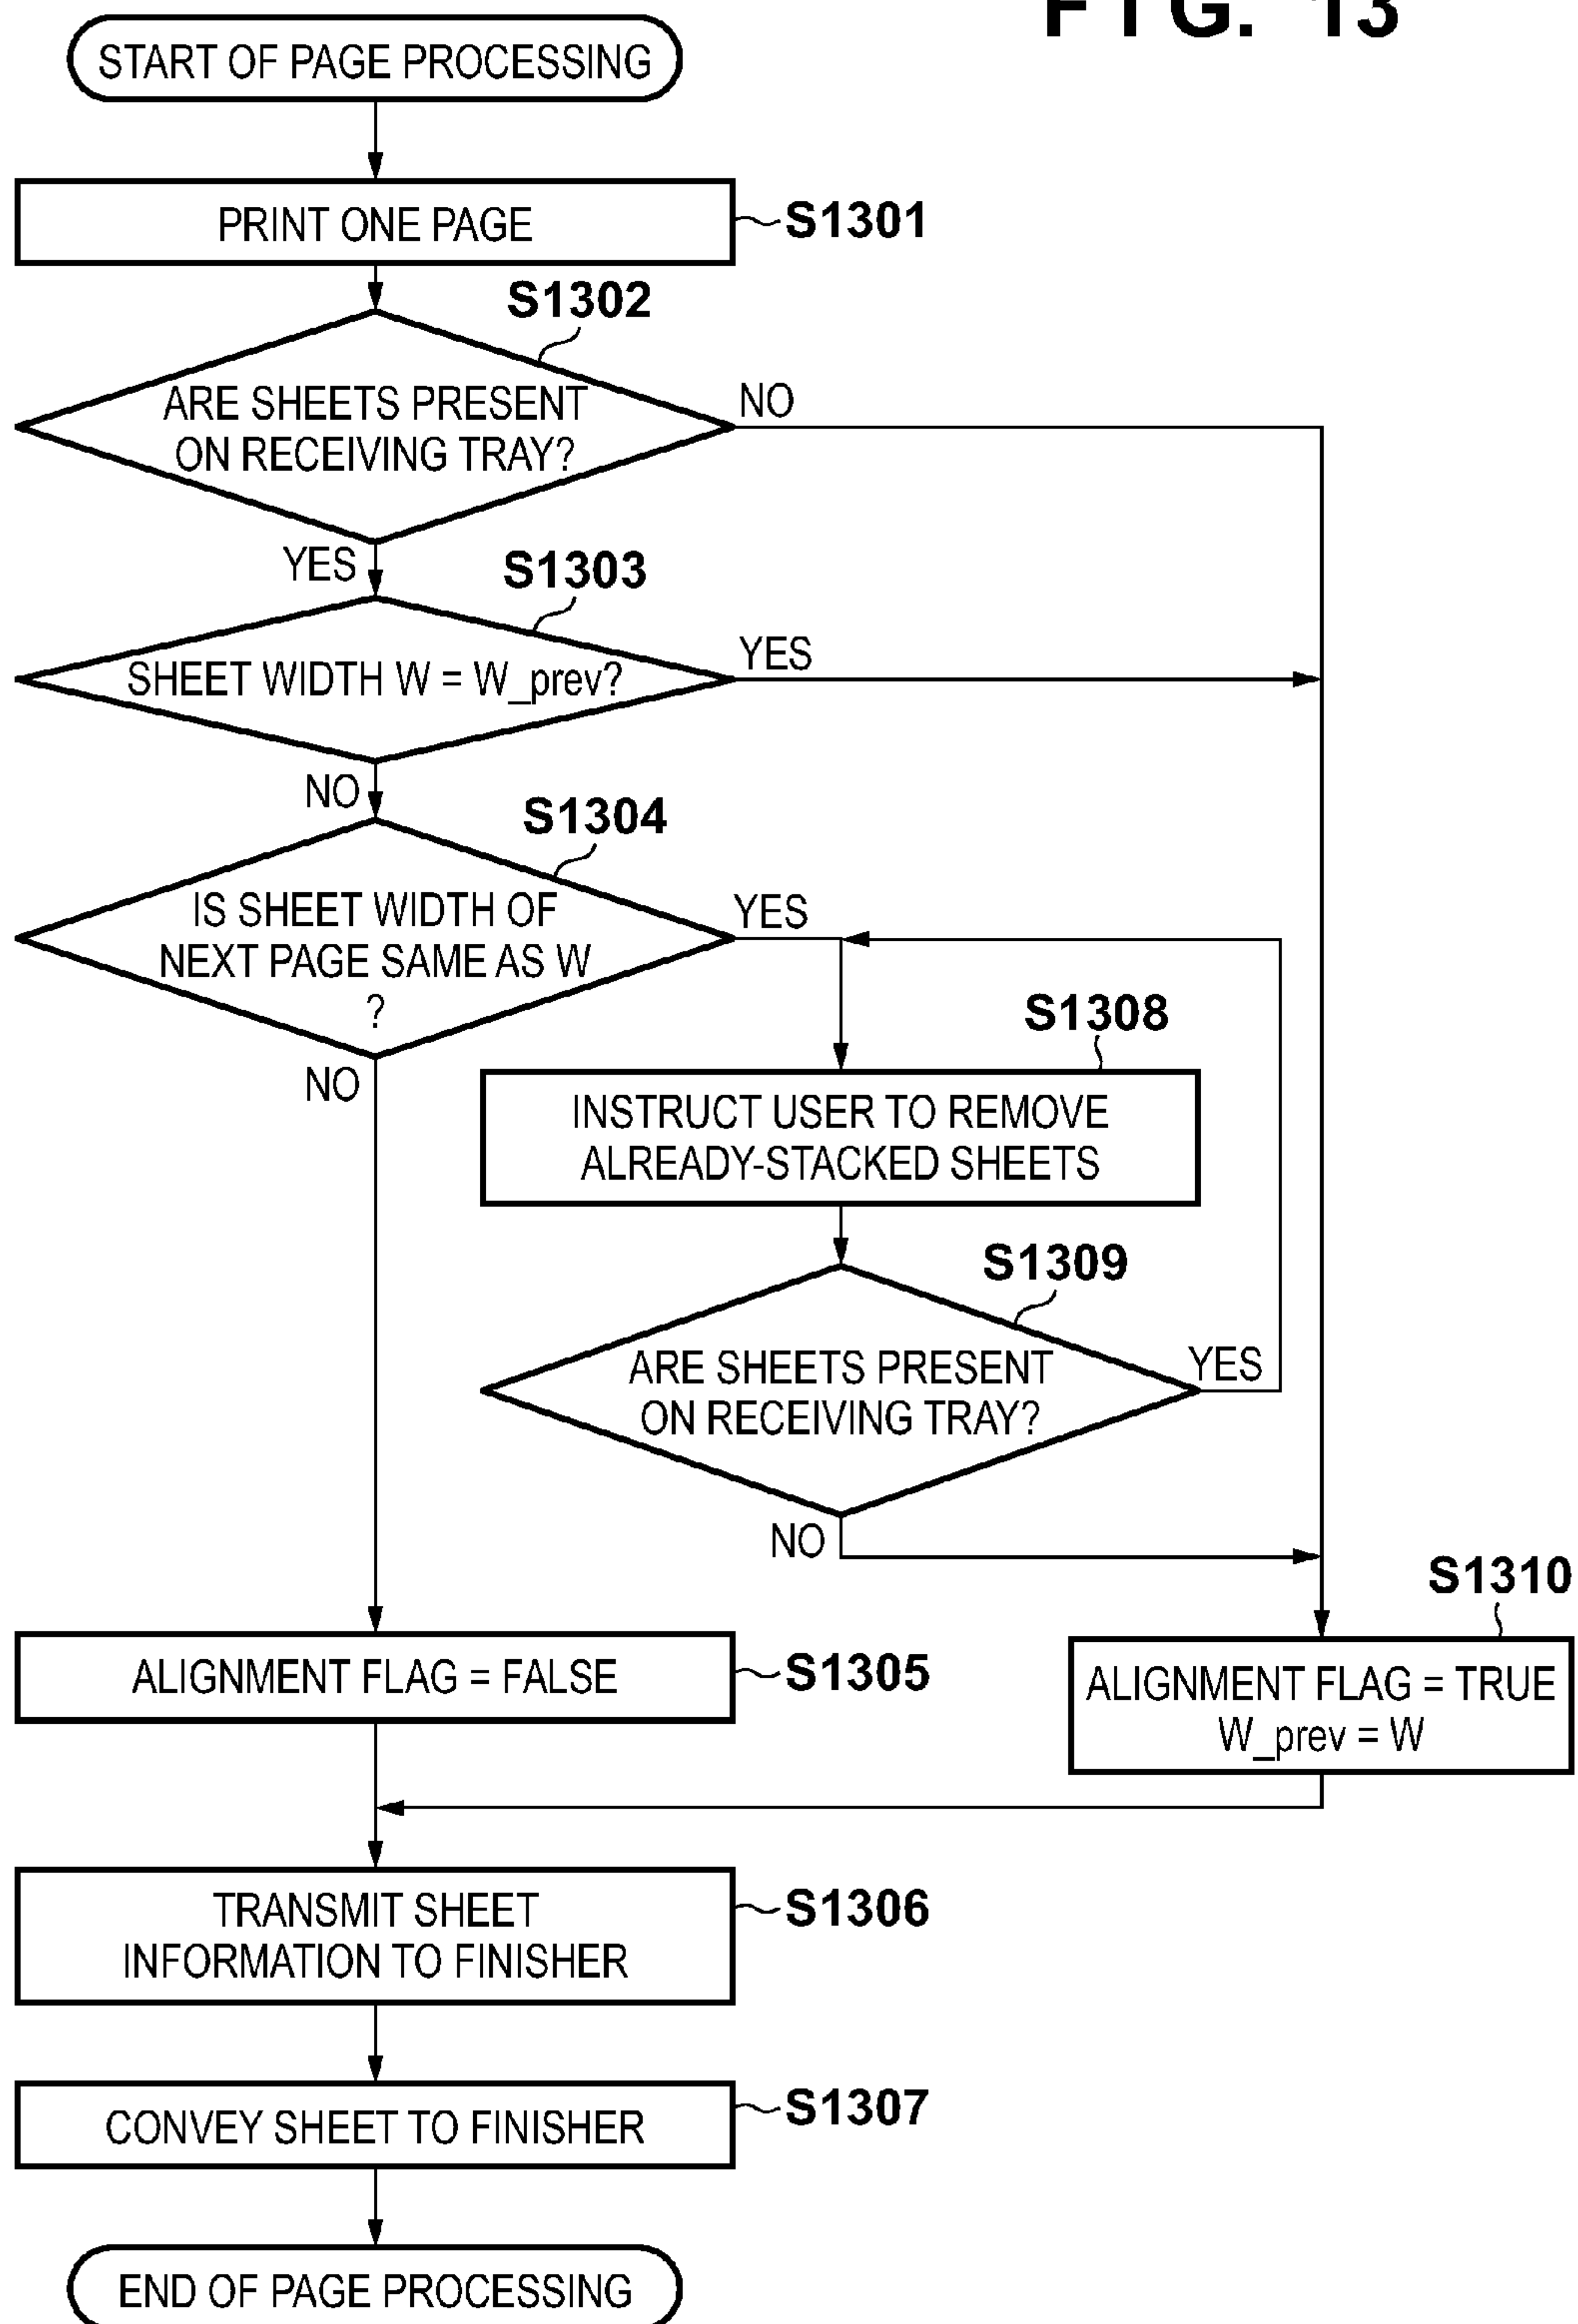 FIG. 13
START OF PAGE PROCESSING
PRINT ONE PAGE
S1301
S1302
ARE SHEETS PRESENT
ON RECEIVING TRAY?
NO
YES
S1303
SHEET WIDTH W = W_prev?
YES
NO
S1304
IS SHEET WIDTH OF
NEXT PAGE SAME AS W
?
YES
NO
S1308
INSTRUCT USER TO REMOVE
ALREADY-STACKED SHEETS
S1309
ARE SHEETS PRESENT
ON RECEIVING TRAY?
YES
NO
S1310
ALIGNMENT FLAG = TRUE
W_prev = W
ALIGNMENT FLAG = FALSE
S1305
TRANSMIT SHEET
INFORMATION TO FINISHER
S1306
CONVEY SHEET TO FINISHER
S1307
END OF PAGE PROCESSING